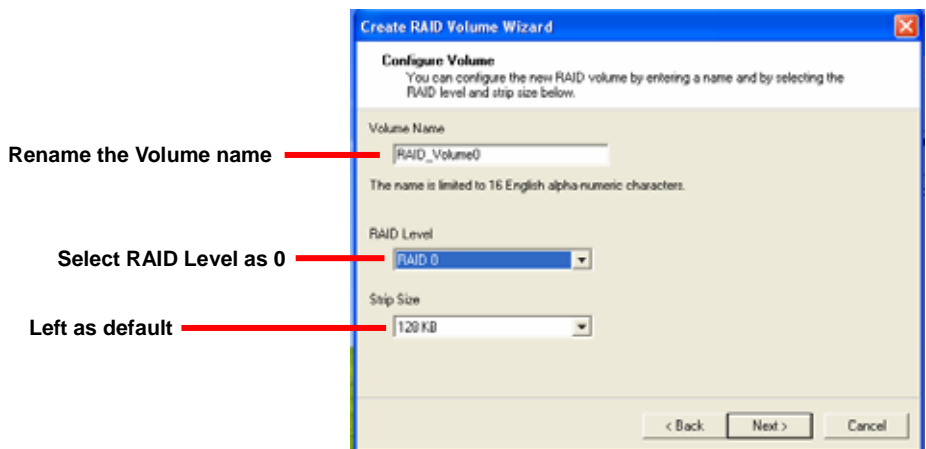 Create RAID Volume Wizard
Configure Volume
You can configure the new RAID volume by entering a name and by selecting the
RAID level and strip size below.
Volume Name
Rename the Volume name
RAID_Volume0
The name is limited to 16 English alpha-numeric characters.
RAID Level
Select RAID Level as 0
RAID 0
Strip Size
Left as default
128 KB
< Back
Next >
Cancel